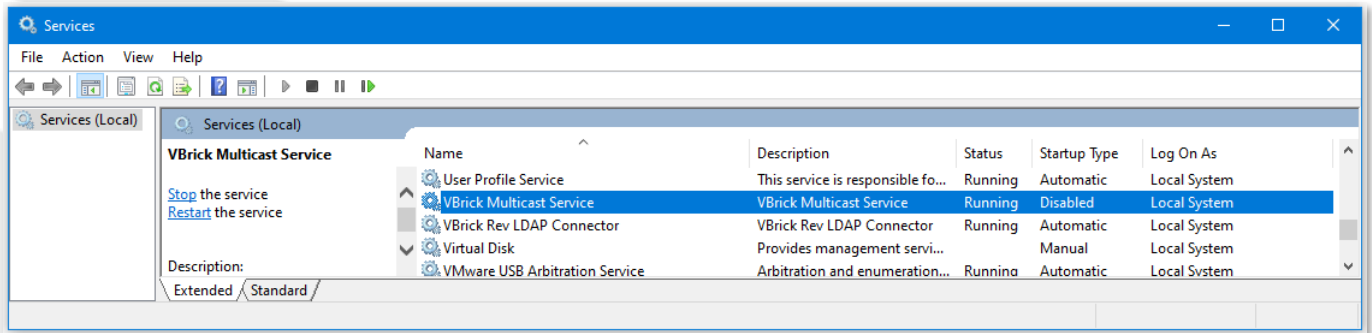 Services
File Action View Help
Services (Local)
Services (Local)
VBrick Multicast Service
Stop the service
Restart the service
Description:
Name Description Status Startup Type Log On As
User Profile Service This service is responsible fo... Running Automatic Local System
VBrick Multicast Service VBrick Multicast Service Running Disabled Local System
VBrick Rev LDAP Connector VBrick Rev LDAP Connector Running Automatic Local System
Virtual Disk Provides management servi... Manual Local System
VMware USB Arbitration Service Arbitration and enumeration... Running Automatic Local System
Extended Standard